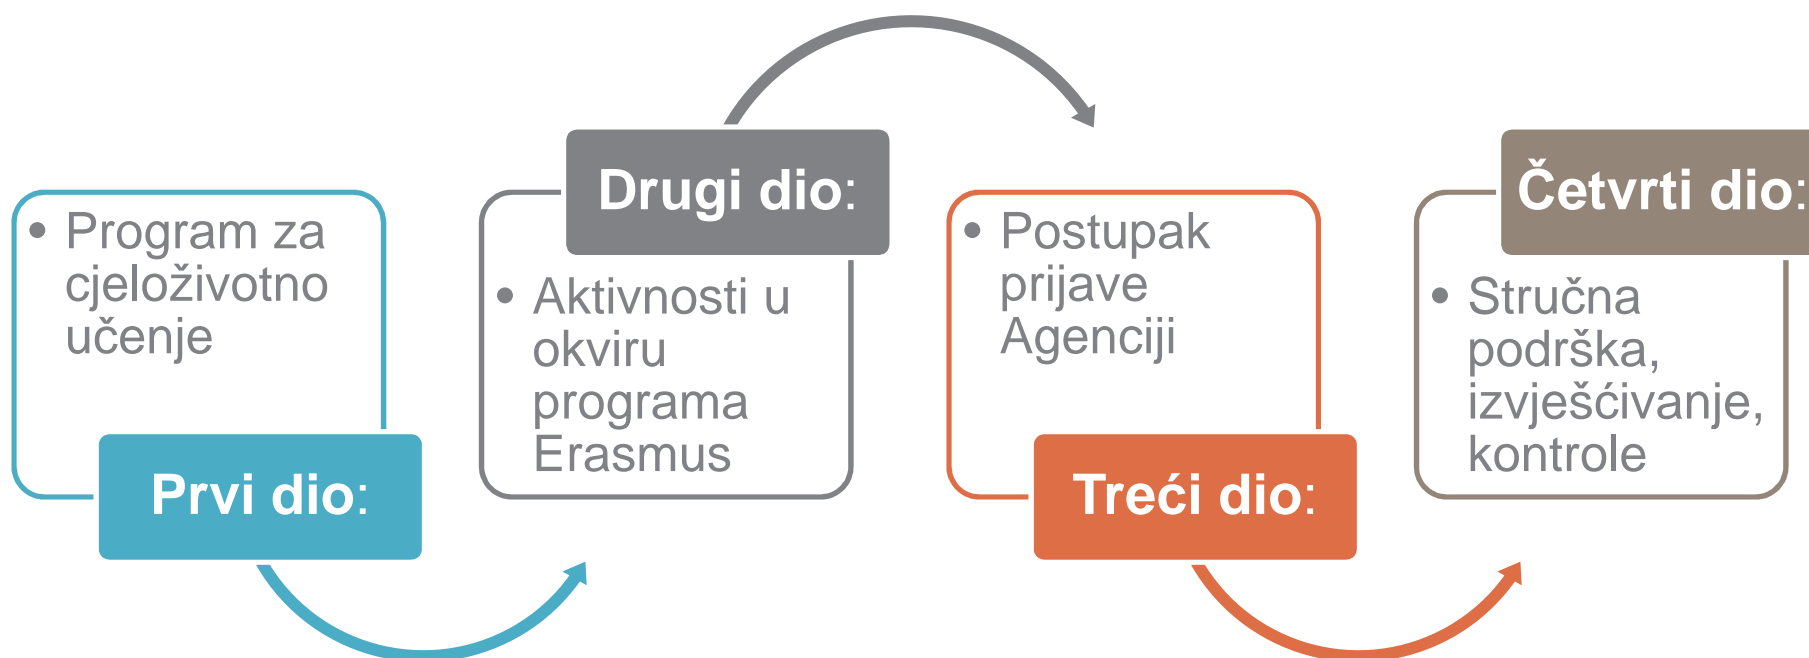 • Program za
cjeloživotno
učenje
Prvi dio:
Drugi dio:
• Aktivnosti u
okviru
programa
Erasmus
• Postupak
prijave
Agenciji
Treći dio:
Četvrti dio:
• Stručna
podrška,
izvješćivanje,
kontrole